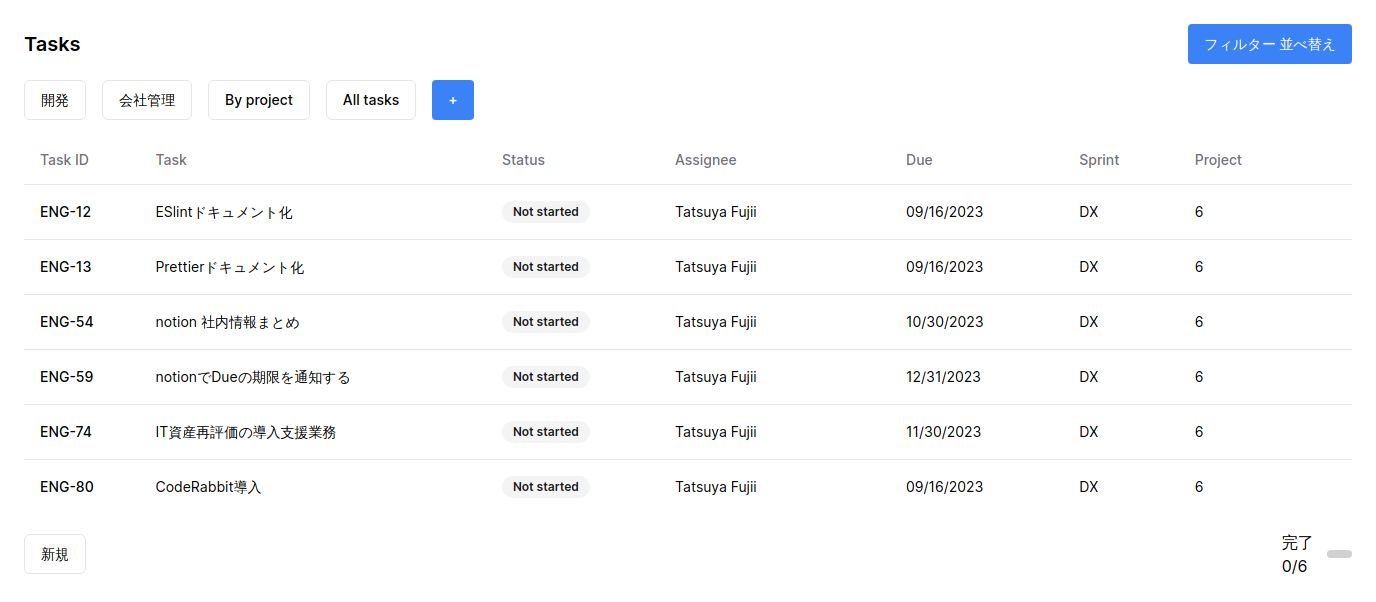 Tasks
フィルター 並べ替え
開発 会社管理 By project All tasks +
Task ID Task Status Assignee Due Sprint Project
ENG-12 ESlintドキュメント化 Not started Tatsuya Fujii 09/16/2023 DX 6
ENG-13 Prettierドキュメント化 Not started Tatsuya Fujii 09/16/2023 DX 6
ENG-54 notion 社内情報まとめ Not started Tatsuya Fujii 10/30/2023 DX 6
ENG-59 notionでDueの期限を通知する Not started Tatsuya Fujii 12/31/2023 DX 6
ENG-74 IT資産再評価の導入支援業務 Not started Tatsuya Fujii 11/30/2023 DX 6
ENG-80 CodeRabbit導入 Not started Tatsuya Fujii 09/16/2023 DX 6
新規
完了
0/6